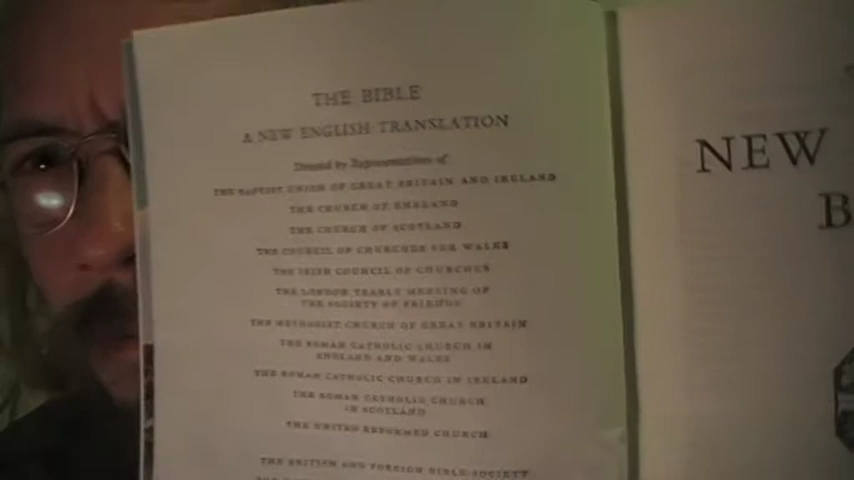 THE BIBLE
A NEW ENGLISH TRANSLATION
Planned by Representatives of
THE BAPTIST UNION OF GREAT BRITAIN AND IRELAND
THE CHURCH OF ENGLAND
THE CHURCH OF SCOTLAND
THE COUNCIL OF CHURCHES FOR WALES
THE IRISH COUNCIL OF CHURCHES
THE LONDON YEARLY MEETING OF
THE SOCIETY OF FRIENDS
THE METHODIST CHURCH OF GREAT BRITAIN
THE ROMAN CATHOLIC CHURCH IN
ENGLAND AND WALES
THE ROMAN CATHOLIC CHURCH IN IRELAND
THE ROMAN CATHOLIC CHURCH
IN SCOTLAND
THE UNITED REFORMED CHURCH
THE BRITISH AND FOREIGN BIBLE SOCIETY
NEW
B